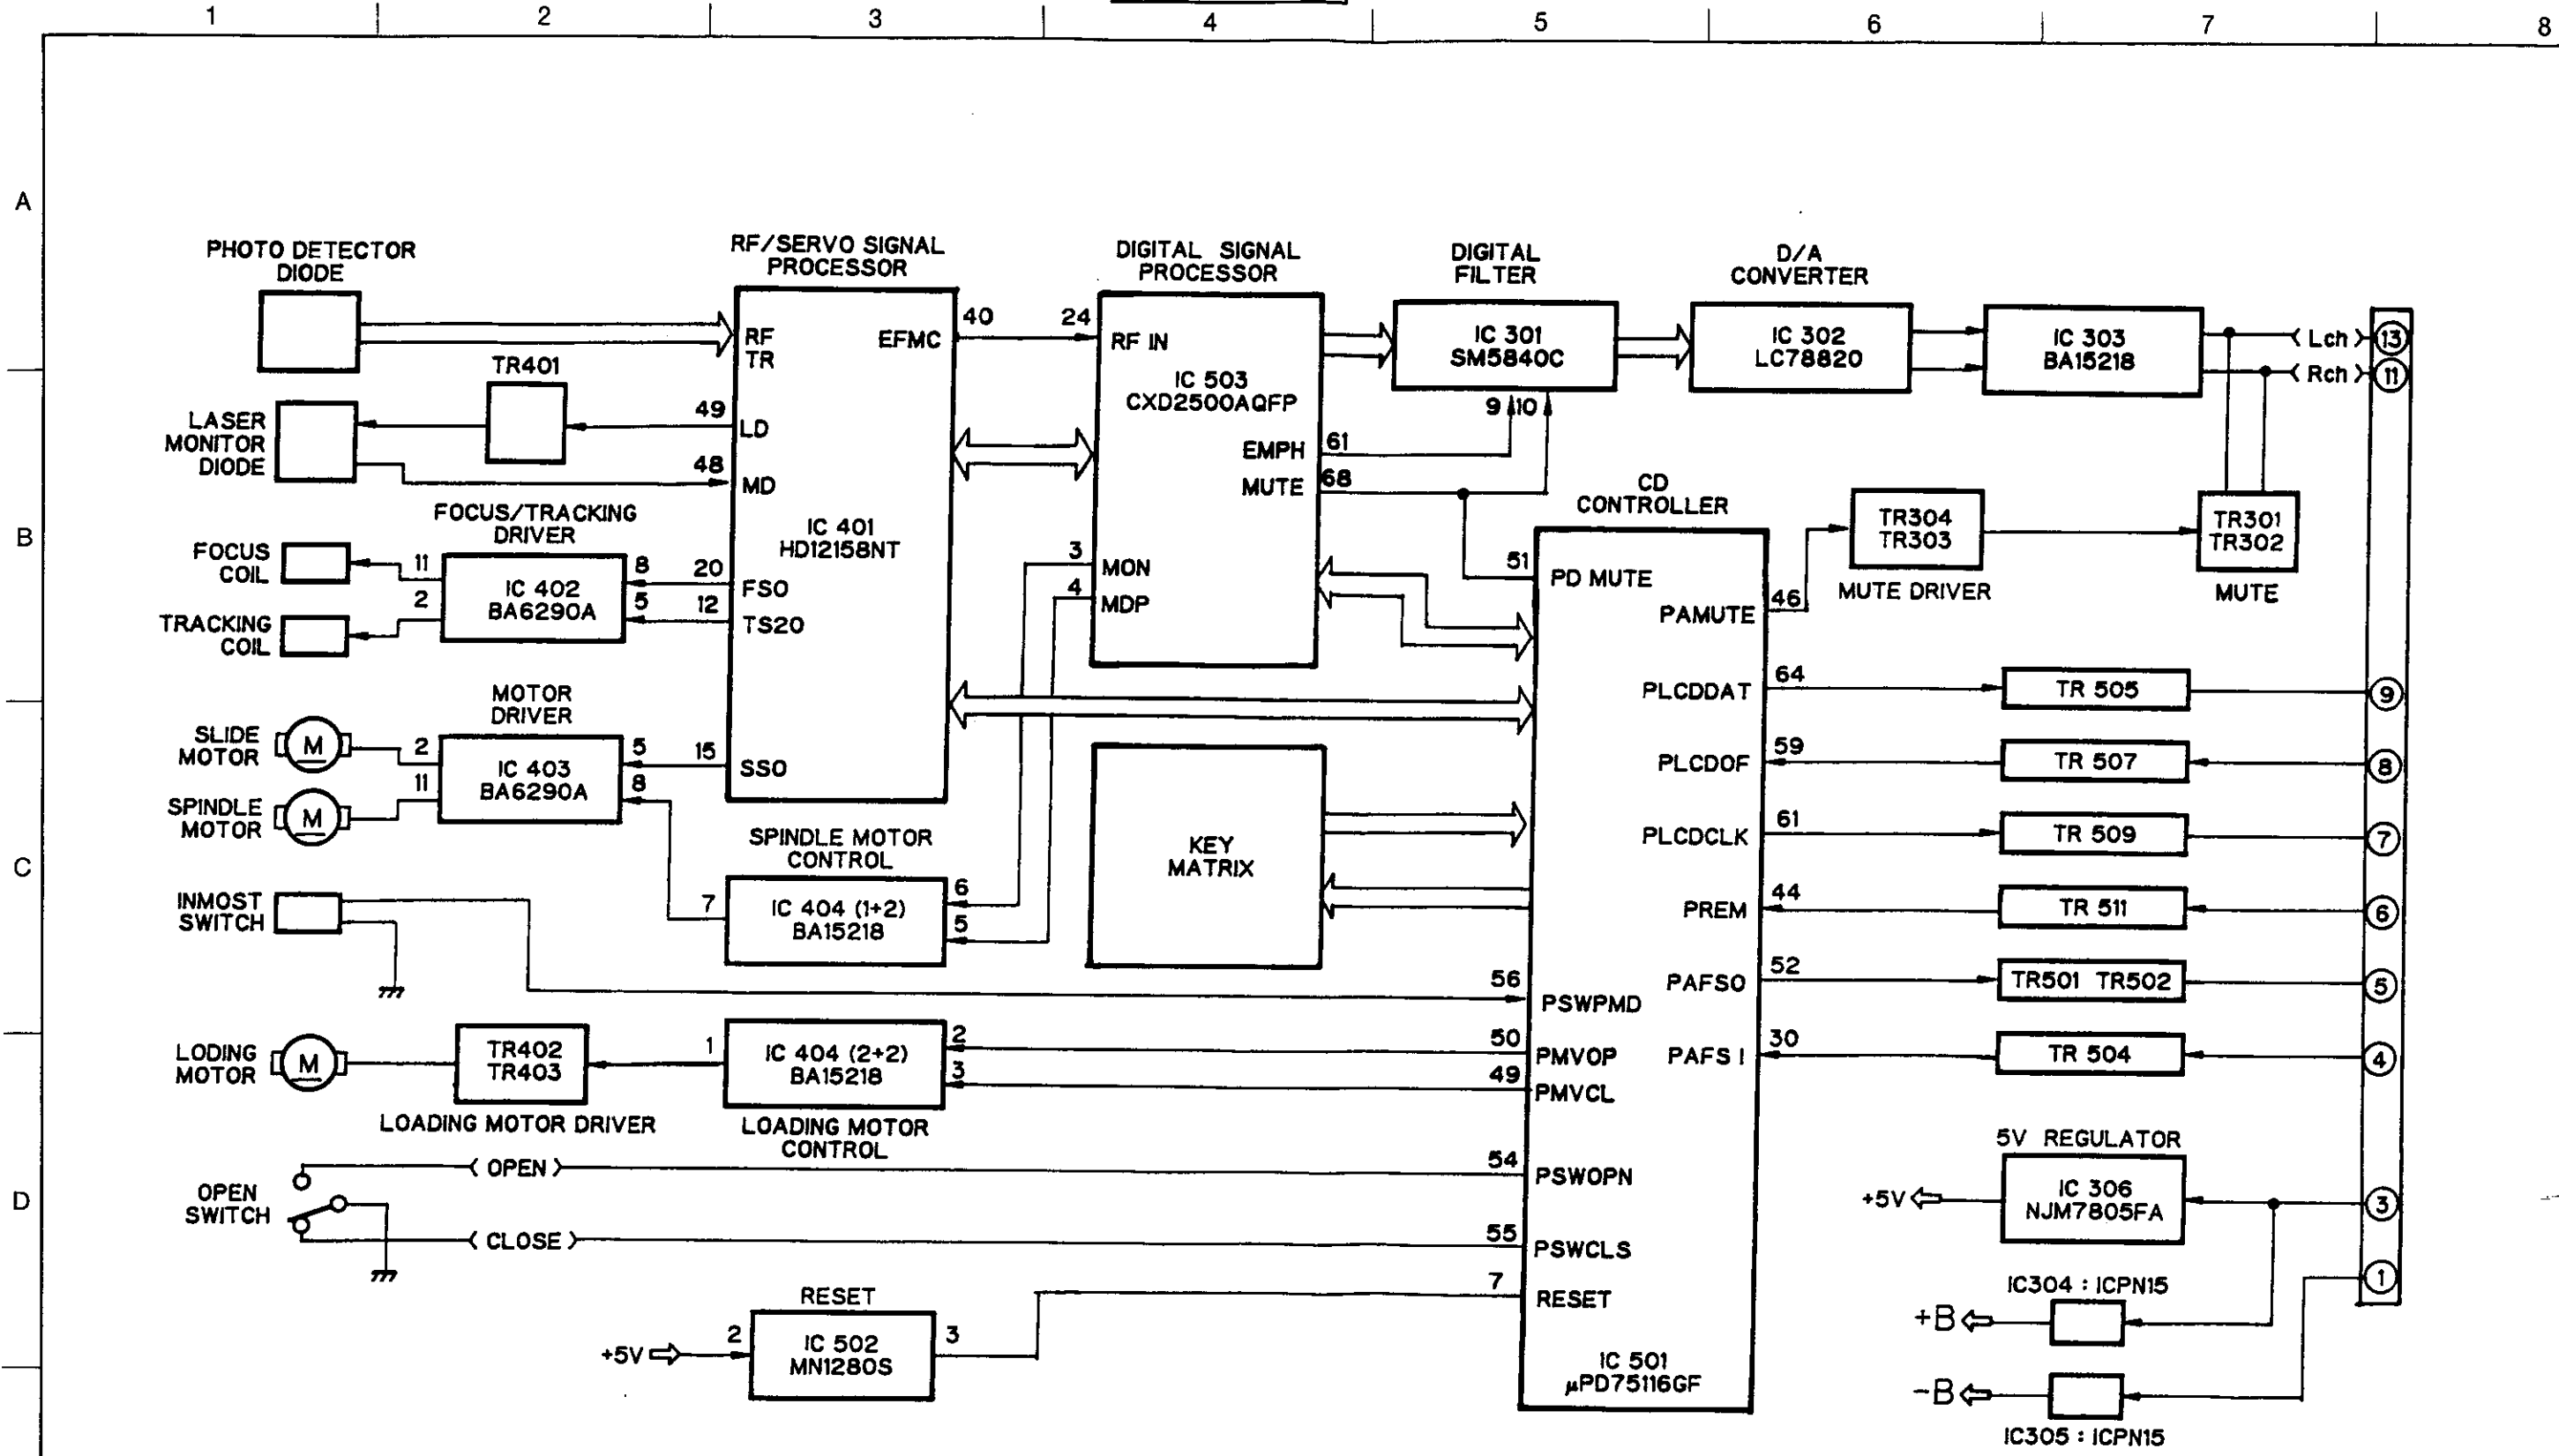 1 2 3 4 5 6 7 8
A
B
C
D
PHOTO DETECTOR
DIODE
RF/SERVO SIGNAL
PROCESSOR
DIGITAL SIGNAL
PROCESSOR
DIGITAL
FILTER
D/A
CONVERTER
RF
TR
EFMC
40
24
RF IN
IC 301
SM5840C
IC 302
LC78820
IC 303
BA15218
Lch
13
Rch
11
TR401
IC 503
CXD2500AQFP
9
10
LASER
MONITOR
DIODE
49
LD
48
MD
EMPH
61
MUTE
68
CD
CONTROLLER
FOCUS/TRACKING
DRIVER
IC 401
HD12158NT
TR304
TR303
MUTE DRIVER
TR301
TR302
MUTE
FOCUS
COIL
11
IC 402
BA6290A
8
20
FSO
3
MON
51
PD MUTE
TRACKING
COIL
2
5
12
TS20
4
MDP
PAMUTE
46
MOTOR
DRIVER
PLCDDAT
64
TR 505
9
SLIDE
MOTOR
M
2
IC 403
BA6290A
5
15
SSO
PLCDOF
59
TR 507
8
SPINDLE
MOTOR
M
11
8
SPINDLE MOTOR
CONTROL
KEY
MATRIX
PLCDCLK
61
TR 509
7
INMOST
SWITCH
7
IC 404 (1+2)
BA15218
6
5
PREM
44
TR 511
6
56
PSWPMD
PAFSO
52
TR501 TR502
5
LODING
MOTOR
M
TR402
TR403
1
IC 404 (2+2)
BA15218
2
3
50
PMVOP
49
PMVCL
PAFS I
30
TR 504
4
LOADING MOTOR DRIVER
LOADING MOTOR
CONTROL
5V REGULATOR
OPEN
SWITCH
OPEN
54
PSWOPN
+5V
IC 306
NJM7805FA
3
CLOSE
55
PSWCLS
RESET
7
RESET
IC304 : ICPN15
1
+B
+5V
2
IC 502
MN1280S
3
IC 501
μPD75116GF
-B
IC305 : ICPN15